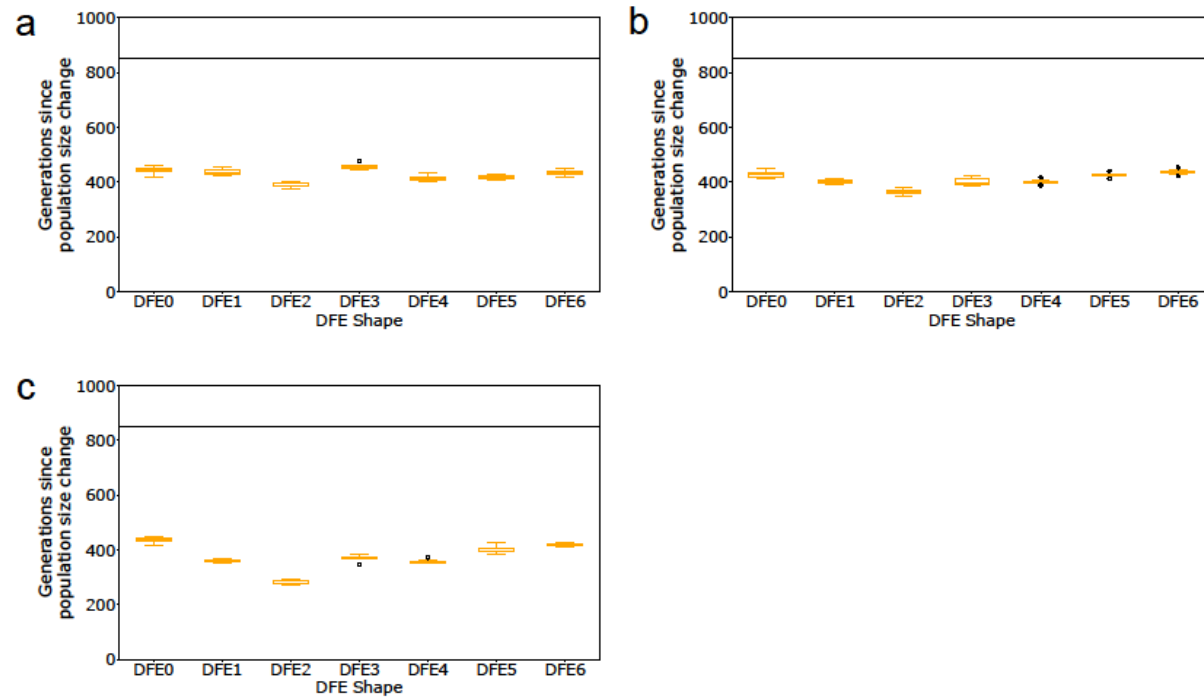 a
Generations since
population size change
1000
800
600
400
200
0
DFE0 DFE1 DFE2 DFE3 DFE4 DFE5 DFE6
DFE Shape
b
Generations since
population size change
1000
800
600
400
200
0
DFE0 DFE1 DFE2 DFE3 DFE4 DFE5 DFE6
DFE Shape
c
Generations since
population size change
1000
800
600
400
200
0
DFE0 DFE1 DFE2 DFE3 DFE4 DFE5 DFE6
DFE Shape